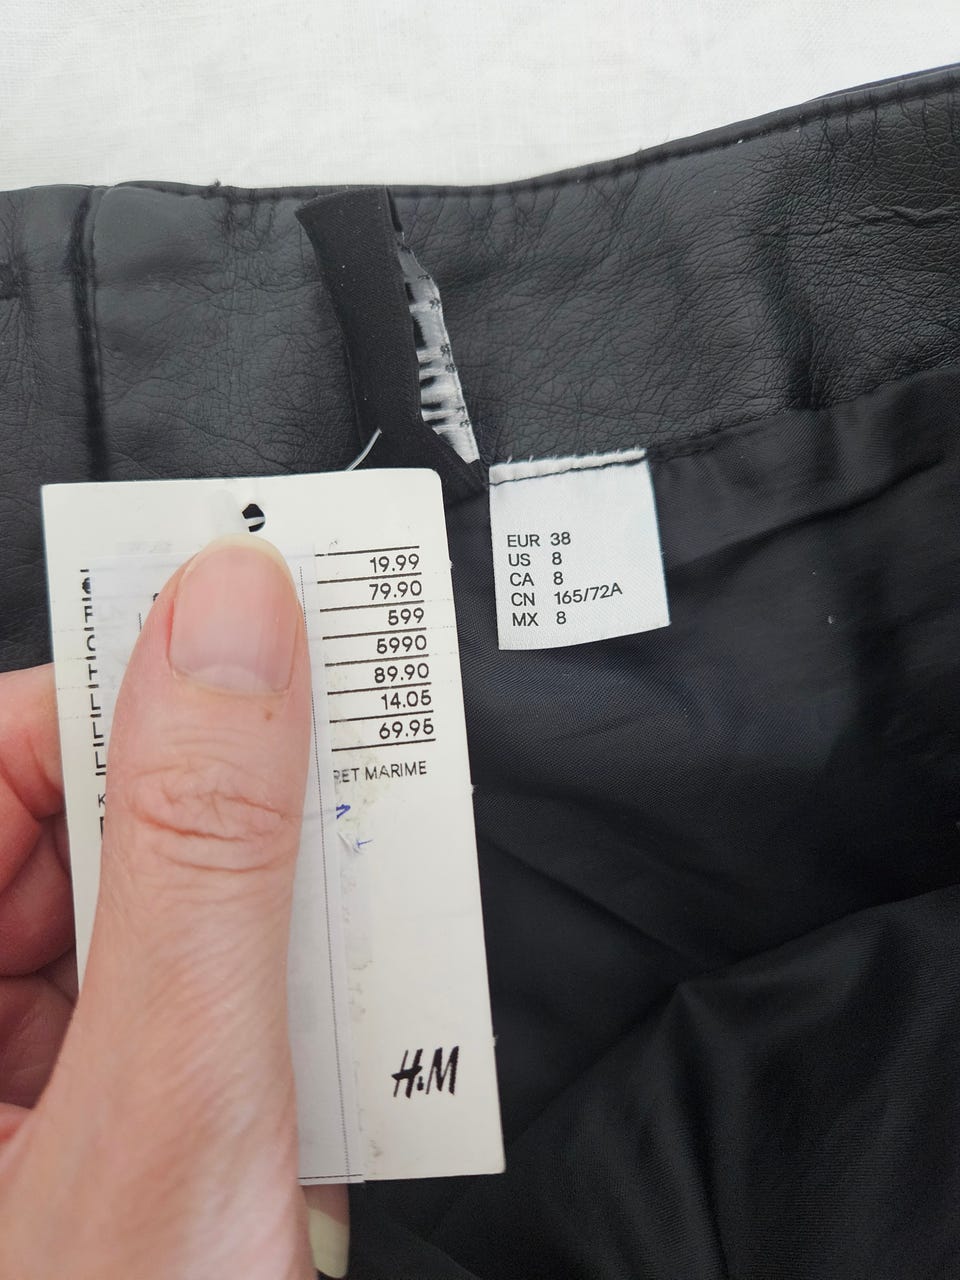 19.99
79.90
599
5990
89.90
14.05
69.95
RET MARIME
K
H&M
EUR 38
US 8
CA 8
CN 165/72A
MX 8